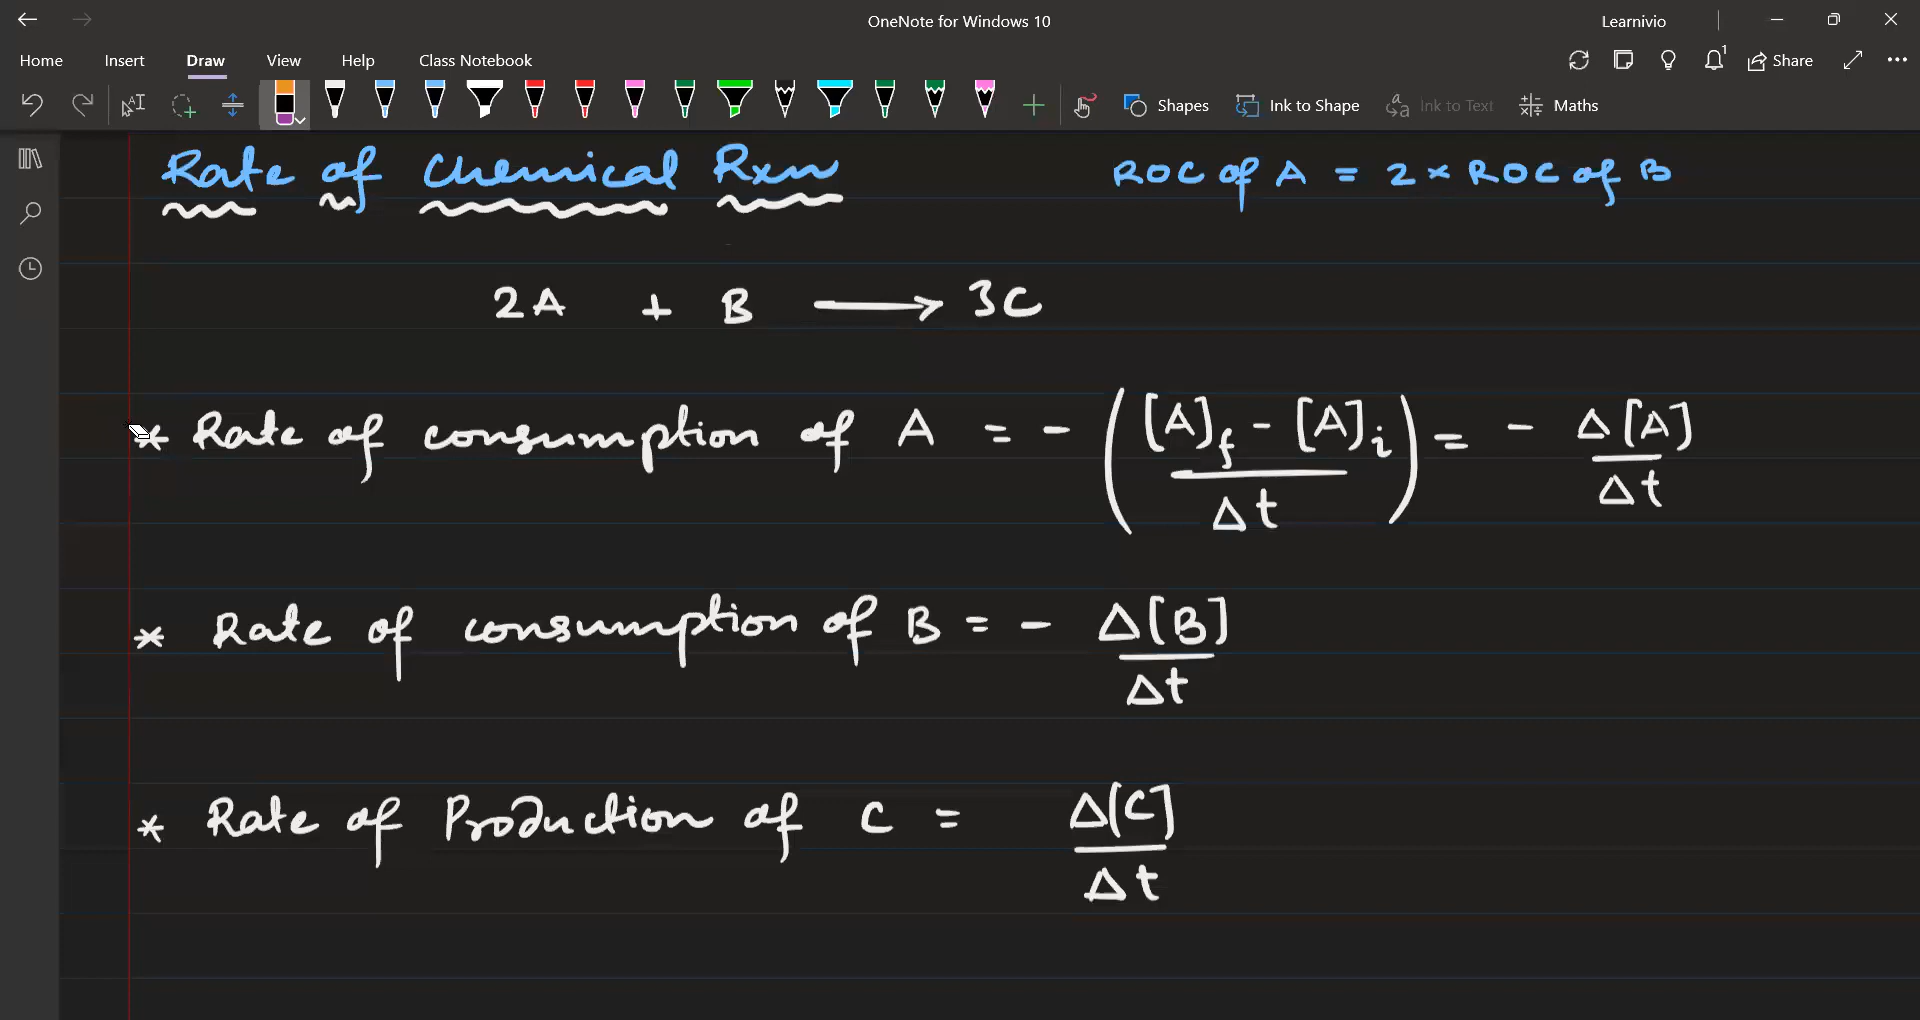 OneNote for Windows 10
Learnivio
Home Insert Draw View Help Class Notebook
1
Share
Shapes Ink to Shape Ink to Text Maths
Rate of Chemical Rxn
ROC of A = 2 × ROC of B
2A + B ⟶ 3C
* Rate of consumption of A = - ([A]f - [A]i / Δt) = - Δ[A] / Δt
* Rate of consumption of B = - Δ[B] / Δt
* Rate of Production of C = Δ[C] / Δt